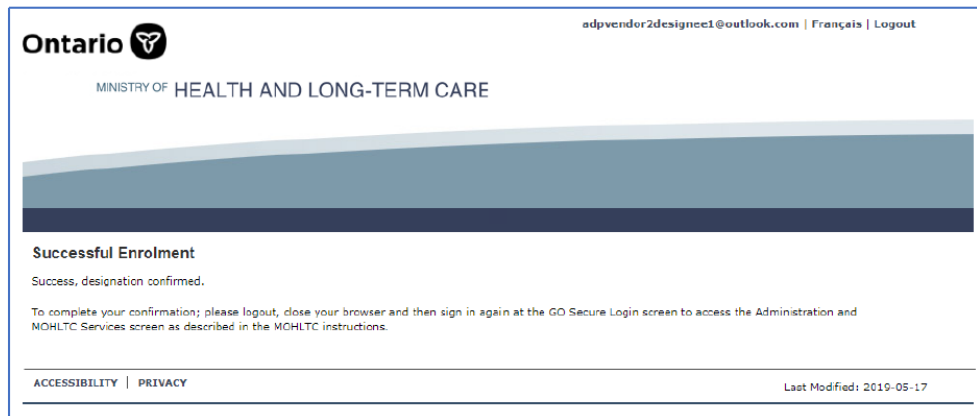 adpvendor2designee1@outlook.com | Français | Logout
Ontario
MINISTRY OF HEALTH AND LONG-TERM CARE
Successful Enrolment
Success, designation confirmed.
To complete your confirmation; please logout, close your browser and then sign in again at the GO Secure Login screen to access the Administration and
MOHLTC Services screen as described in the MOHLTC instructions.
ACCESSIBILITY | PRIVACY
Last Modified: 2019-05-17